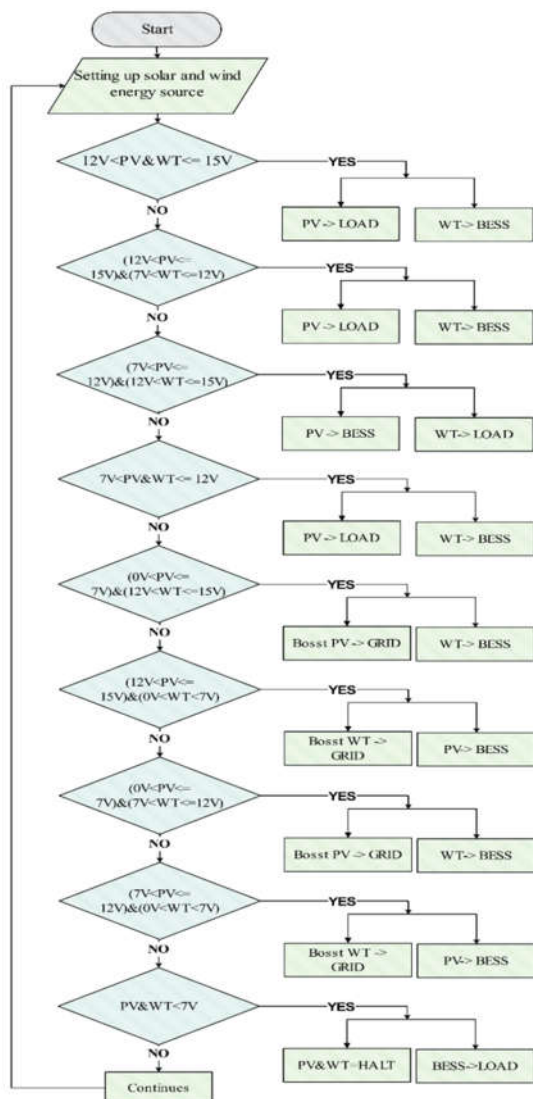 Start
Setting up solar and wind
energy source
12V<PV&WT<= 15V
YES
PV -> LOAD
WT-> BESS
NO
(12V<PV<=
15V)&(7V<WT<=12V)
YES
PV -> LOAD
WT-> BESS
NO
(7V<PV<=
12V)&(12V<WT<=15V)
YES
PV -> BESS
WT-> LOAD
NO
7V<PV&WT<= 12V
YES
PV -> LOAD
WT-> BESS
NO
(0V<PV<=
7V)&(12V<WT<=15V)
YES
Bosst PV -> GRID
WT-> BESS
NO
(12V<PV<=
15V)&(0V<WT<7V)
YES
Bosst WT ->
GRID
PV-> BESS
NO
(0V<PV<=
7V)&(7V<WT<=12V)
YES
Bosst PV -> GRID
WT-> BESS
NO
(7V<PV<=
12V)&(0V<WT<7V)
YES
Bosst WT ->
GRID
PV-> BESS
NO
PV&WT<7V
YES
PV&WT=HALT
BESS->LOAD
NO
Continues